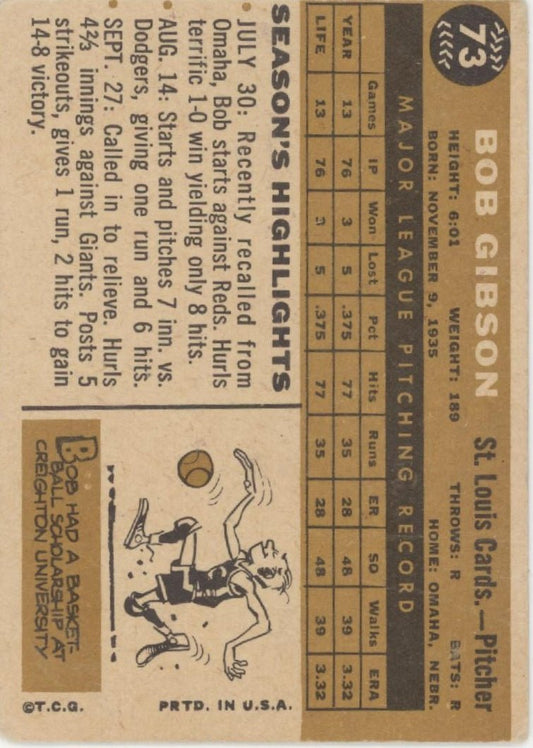 73
BOB GIBSON St. Louis Cards.—Pitcher
HEIGHT: 6:01 WEIGHT: 189 THROWS: R BATS: R
BORN: NOVEMBER 9, 1935 HOME: OMAHA, NEBR.
MAJOR LEAGUE PITCHING RECORD
Games IP Won Lost Pct Hits Runs ER SO Walks ERA
YEAR 13 76 3 5 .375 77 35 28 48 39 3.32
LIFE 13 76 3 5 .375 77 35 28 48 39 3.32
SEASON'S HIGHLIGHTS
• JULY 30: Recently recalled from
Omaha, Bob starts against Reds. Hurls
terrific 1-0 win yielding only 8 hits.
• AUG. 14: Starts and pitches 7 inn. vs.
Dodgers, giving one run and 6 hits.
• SEPT. 27: Called in to relieve. Hurls
4⅔ innings against Giants. Posts 5
strikeouts, gives 1 run, 2 hits to gain
14-8 victory.
BOB HAD A BASKET-
BALL SCHOLARSHIP AT
CREIGHTON UNIVERSITY
©T.C.G. PRTD. IN U.S.A.